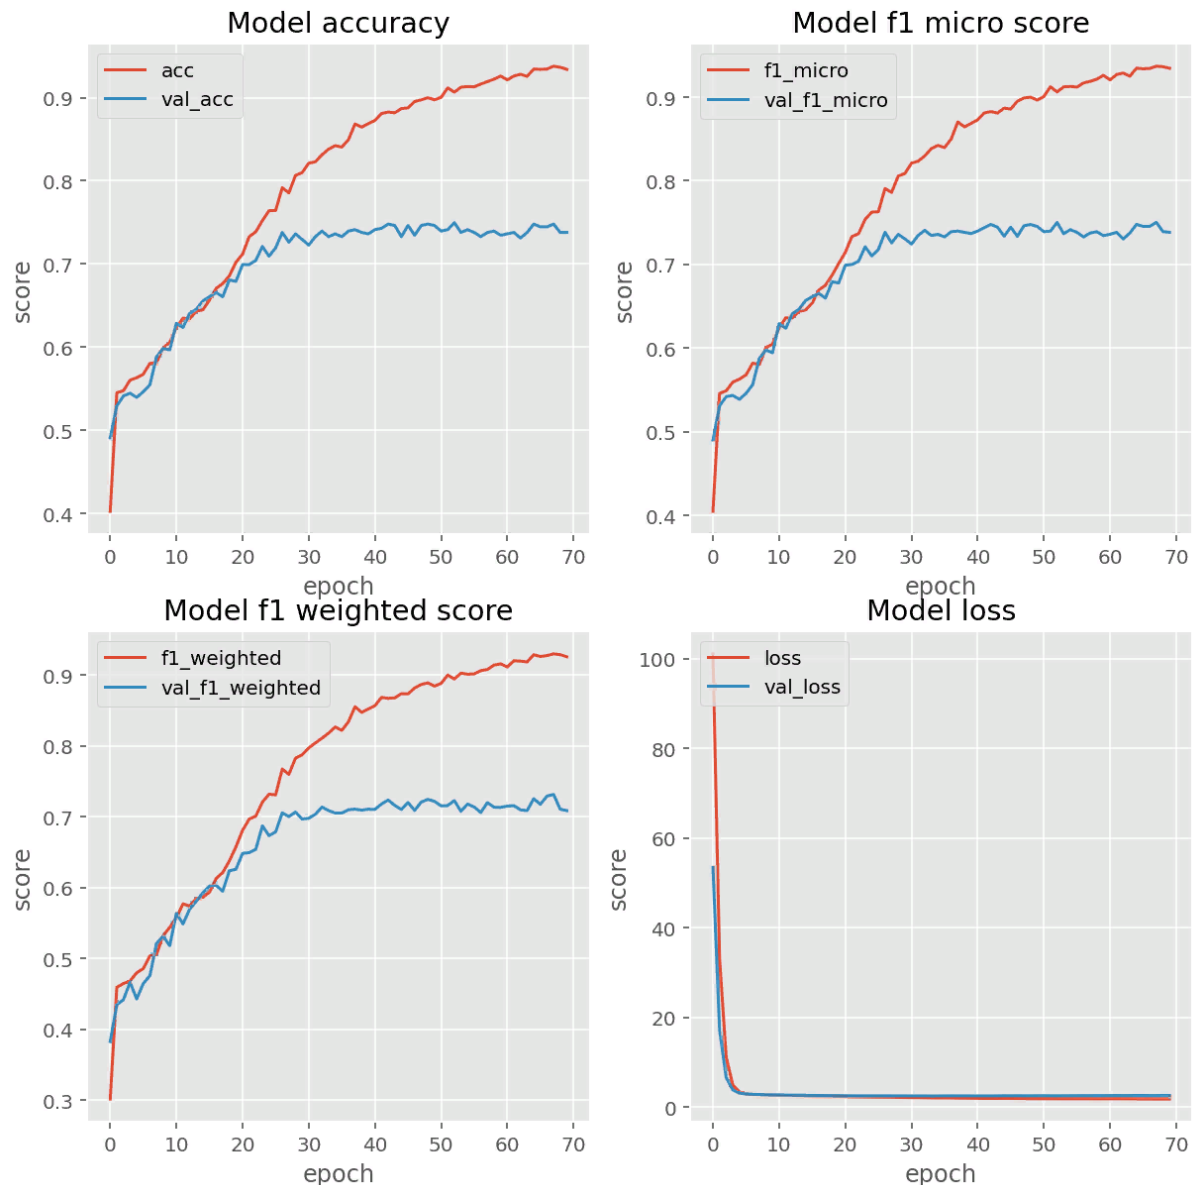 Model accuracy
acc
val_acc
0.9
0.8
0.7
0.6
0.5
0.4
score
0 10 20 30 40 50 60 70
epoch
Model f1 micro score
f1_micro
val_f1_micro
0.9
0.8
0.7
0.6
0.5
0.4
score
0 10 20 30 40 50 60 70
epoch
Model f1 weighted score
f1_weighted
val_f1_weighted
0.9
0.8
0.7
0.6
0.5
0.4
0.3
score
0 10 20 30 40 50 60 70
epoch
Model loss
loss
val_loss
100
80
60
40
20
0
score
0 10 20 30 40 50 60 70
epoch